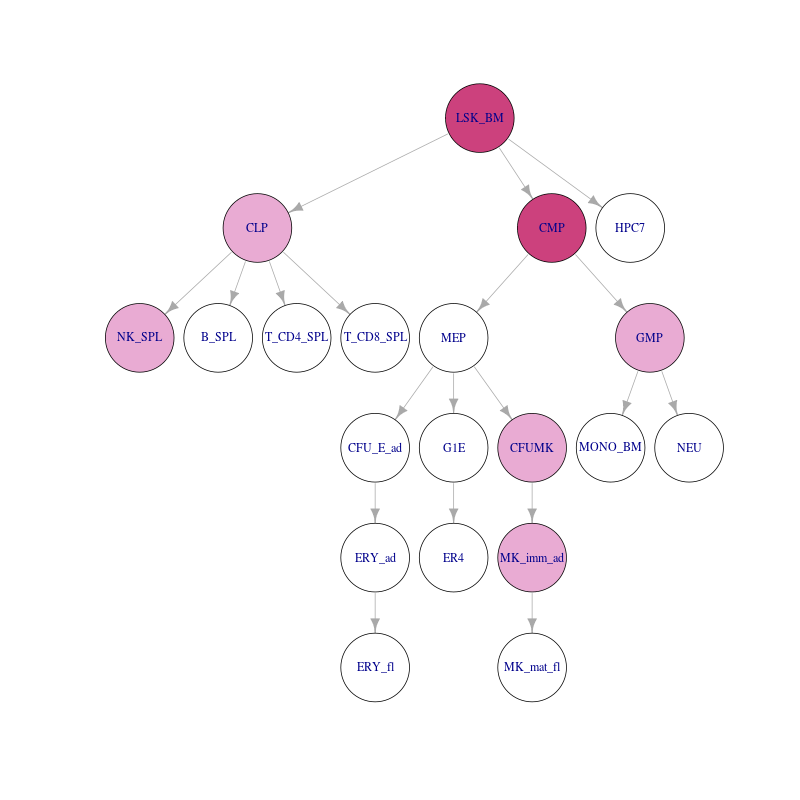 LSK_BM
CLP
CMP
HPC7
NK_SPL
B_SPL
T_CD4_SPL
T_CD8_SPL
MEP
GMP
CFU_E_ad
G1E
CFUMK
MONO_BM
NEU
ERY_ad
ER4
MK_imm_ad
ERY_fl
MK_mat_fl